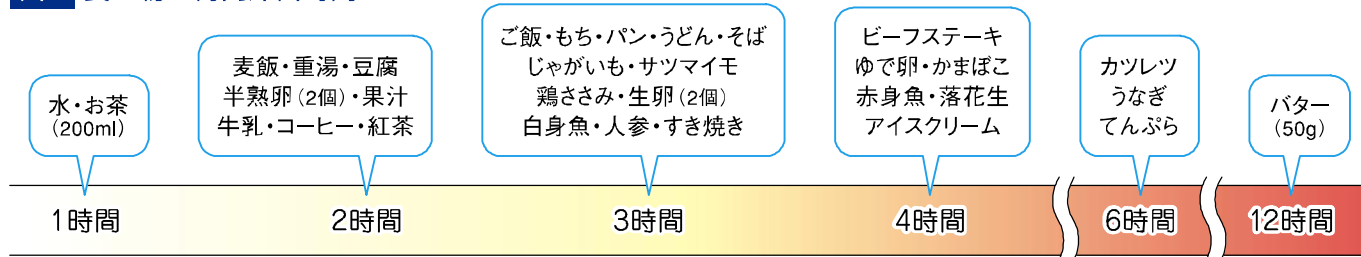 水・お茶
(200ml)
麦飯・重湯・豆腐
半熟卵(2個)・果汁
牛乳・コーヒー・紅茶
ご飯・もち・パン・うどん・そば
じゃがいも・サツマイモ
鶏ささみ・生卵(2個)
白身魚・人参・すき焼き
ビーフステーキ
ゆで卵・かまぼこ
赤身魚・落花生
アイスクリーム
カツレツ
うなぎ
てんぷら
バター
(50g)
1時間
2時間
3時間
4時間
6時間
12時間